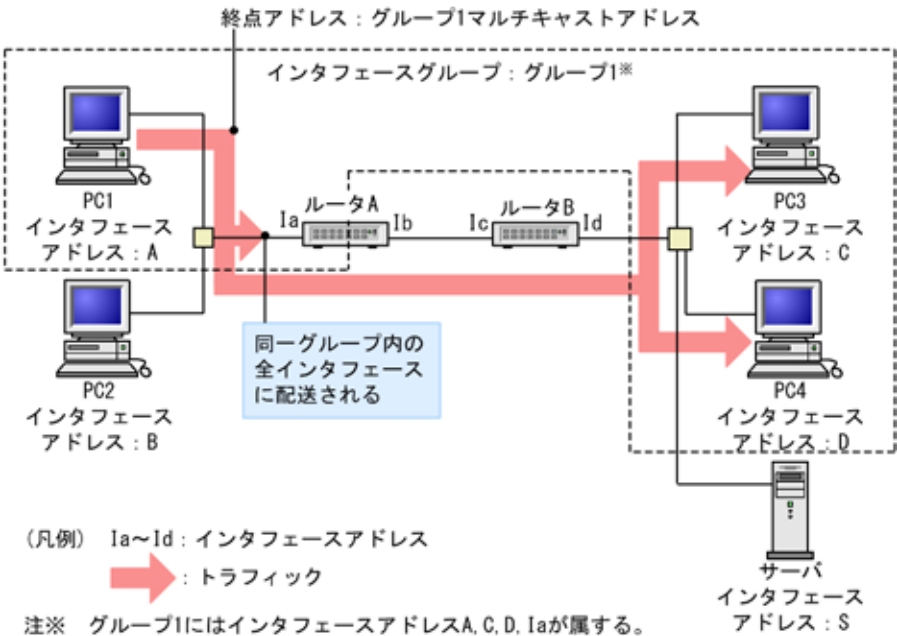 終点アドレス：グループ1マルチキャストアドレス
インタフェースグループ：グループ1※
PC1
インタフェース
アドレス：A
Ia
ルータA
Ib
Ic
ルータB
Id
PC3
インタフェース
アドレス：C
同一グループ内の
全インタフェース
に配送される
PC2
インタフェース
アドレス：B
PC4
インタフェース
アドレス：D
(凡例) Ia～Id：インタフェースアドレス
：トラフィック
サーバ
インタフェース
アドレス：S
注※ グループ1にはインタフェースアドレスA,C,D,Iaが属する。